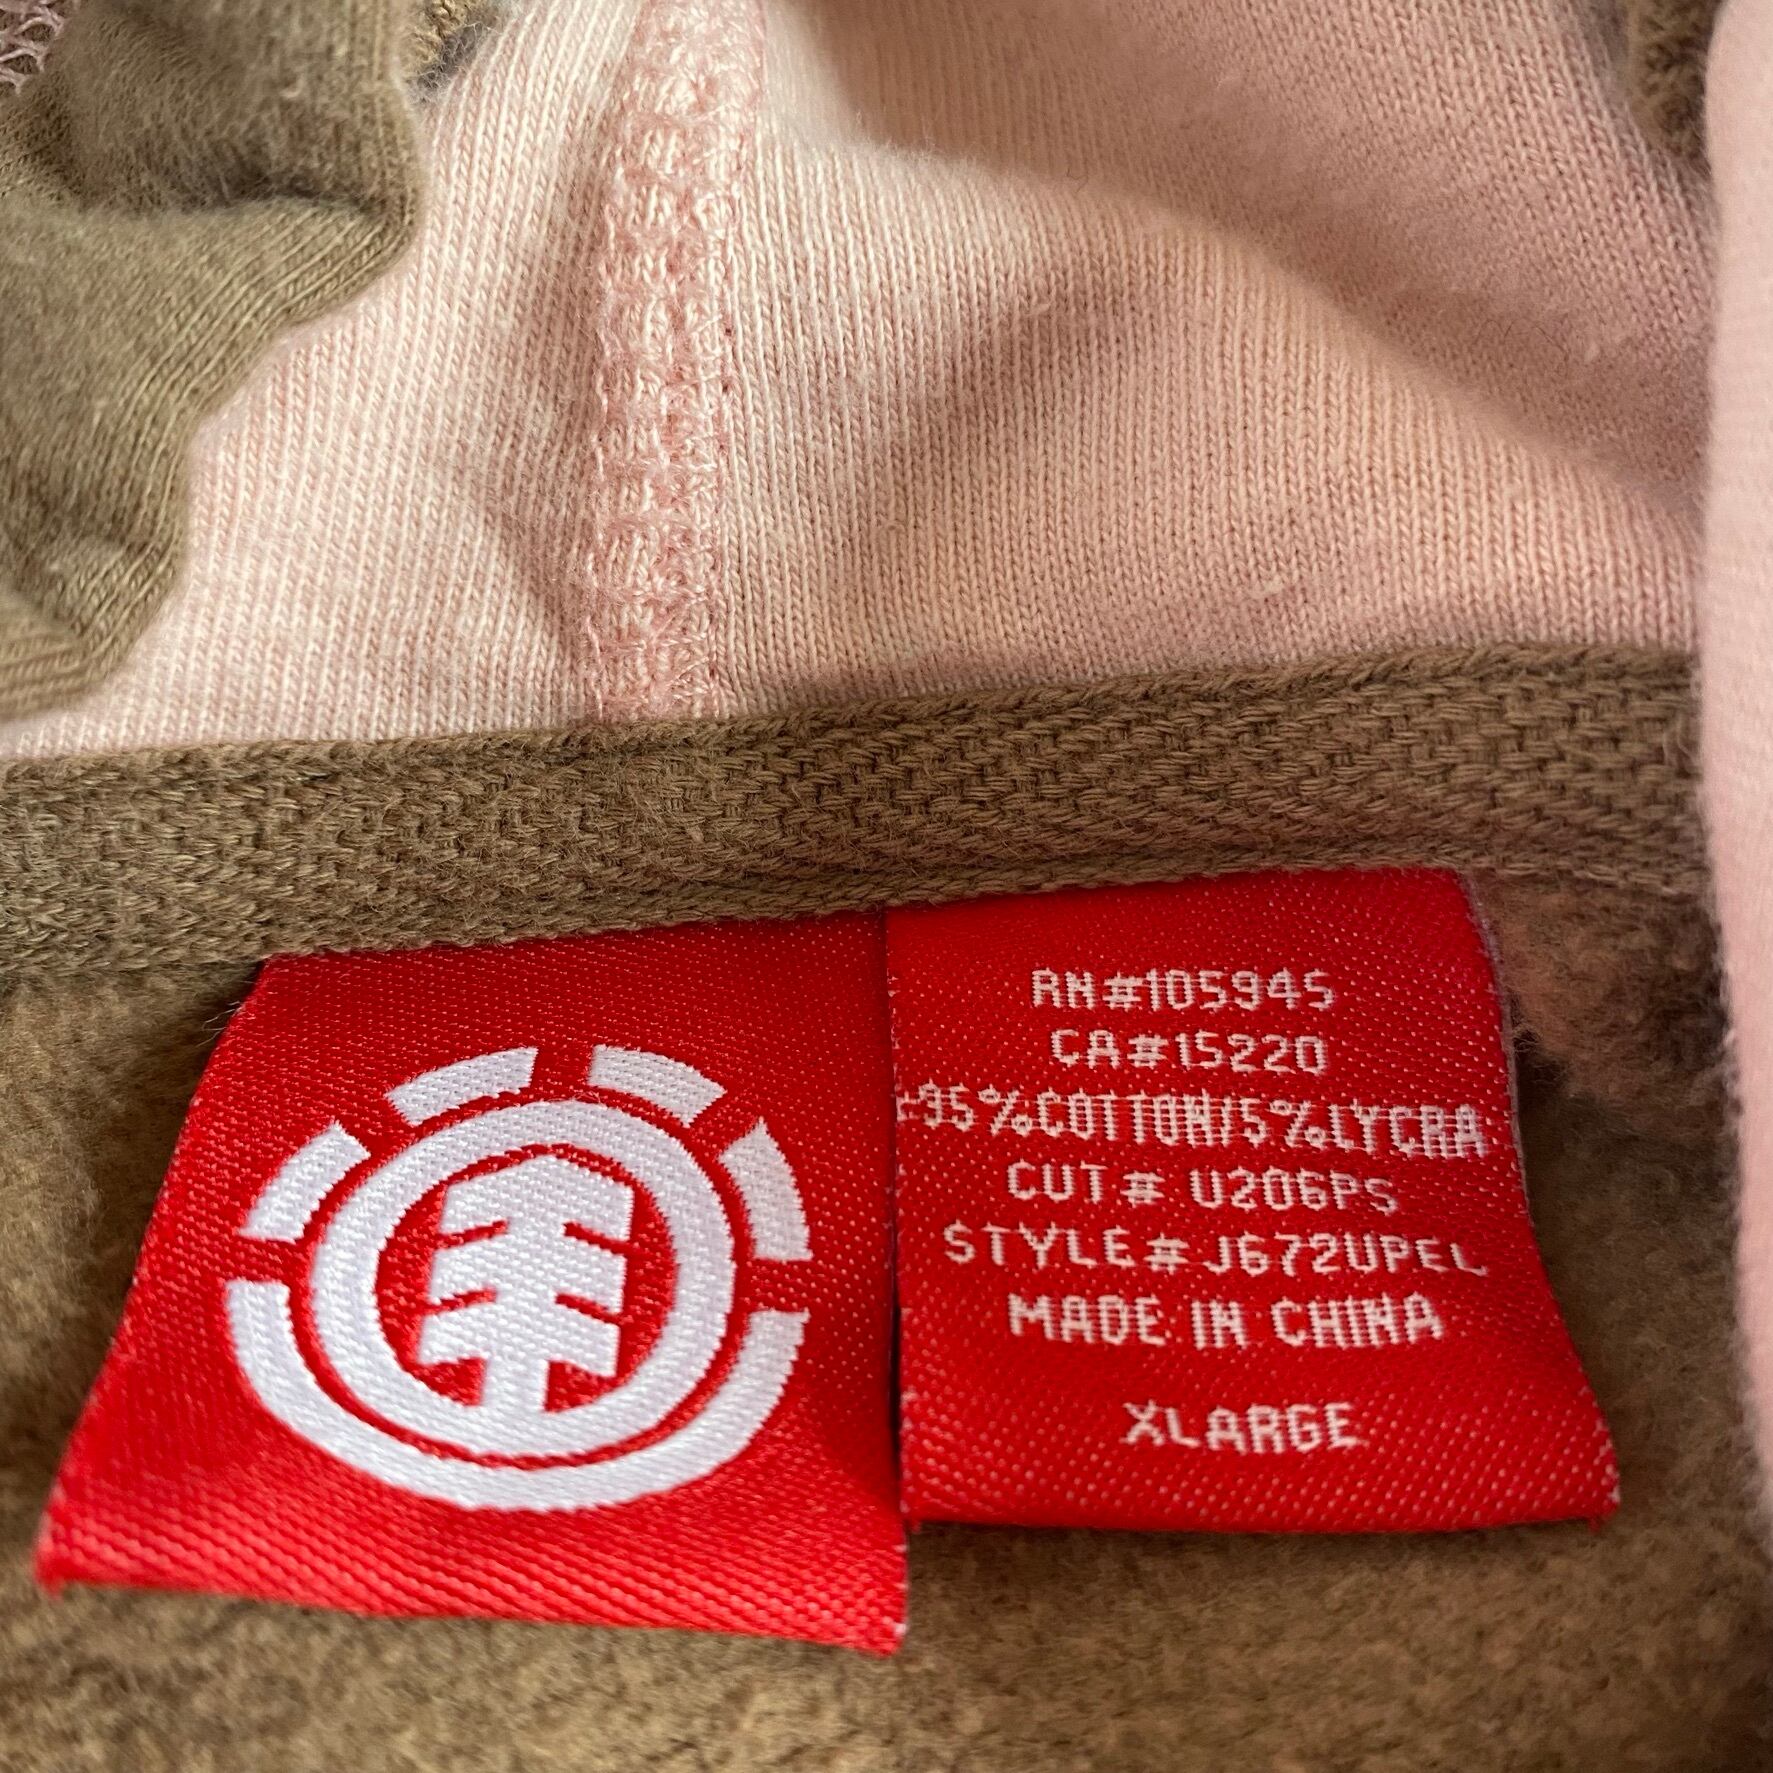 RN#105945
CA#15220
95%COTTON/5%LYCRA
CUT# U206PS
STYLE# J672UPEL
MADE IN CHINA
XLARGE